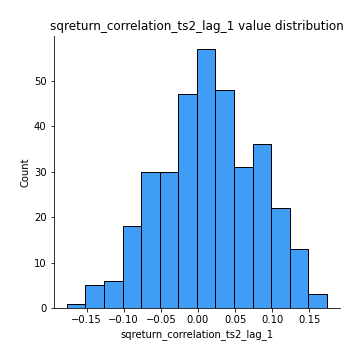 sqreturn_correlation_ts2_lag_1 value distribution
50
40
30
20
10
0
Count
−0.15 −0.10 −0.05 0.00 0.05 0.10 0.15
sqreturn_correlation_ts2_lag_1